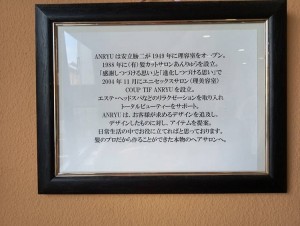 ANRYU は安立 二が 1949 年に理容室をオープン。
1988 年に(有)髪カットサロンあんりゅうを設立。
「感謝しつづける思い」と「進化しつづける思い」で
2004 年 11 月にユニセックスサロン(理美容室)
COUP TIF ANRYU を設立。
エステ・ヘッドスパなどのリラクゼーションを取り入れ
トータルビューティーをサポート。
ANRYU は、お客様が求めるデザインを追及し、
デザインしたものに対し、アイテムを提案。
日常生活の中でお役に立てればと思っております。
髪のプロだから作ることができた本物のヘアサロンへ。